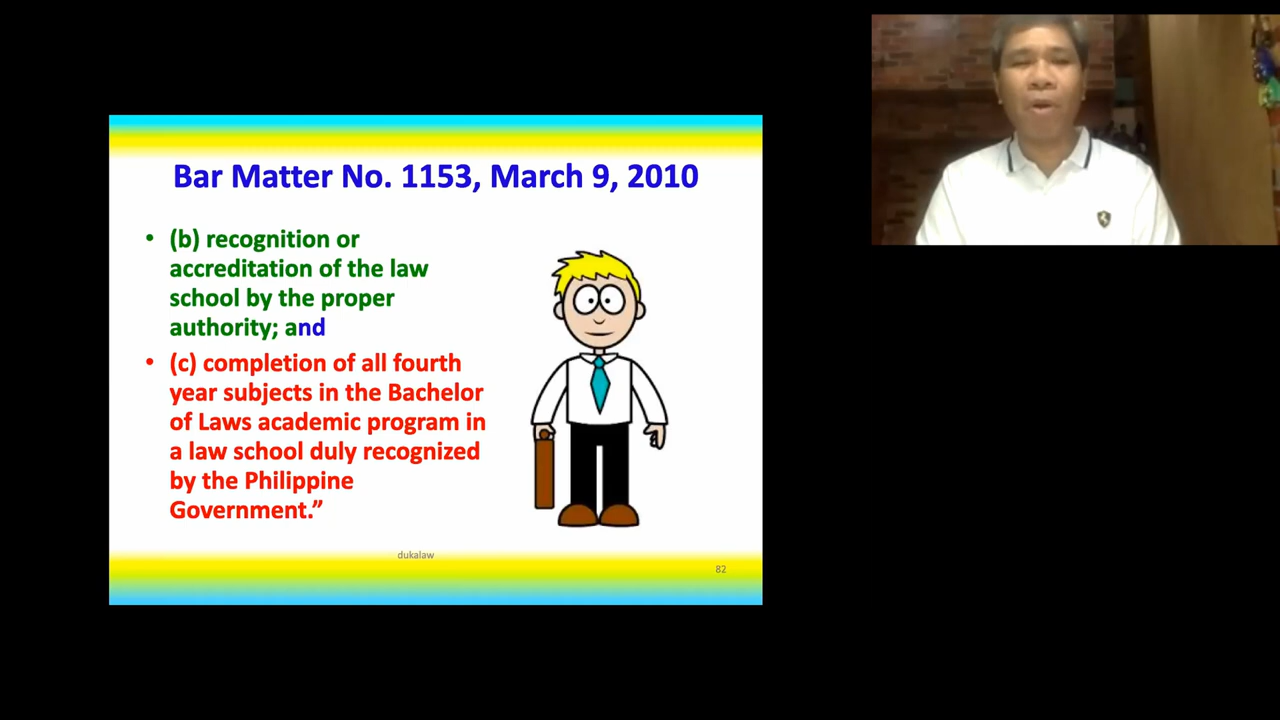 Bar Matter No. 1153, March 9, 2010
• (b) recognition or
accreditation of the law
school by the proper
authority; and
• (c) completion of all fourth
year subjects in the Bachelor
of Laws academic program in
a law school duly recognized
by the Philippine
Government.”
dukalaw
82